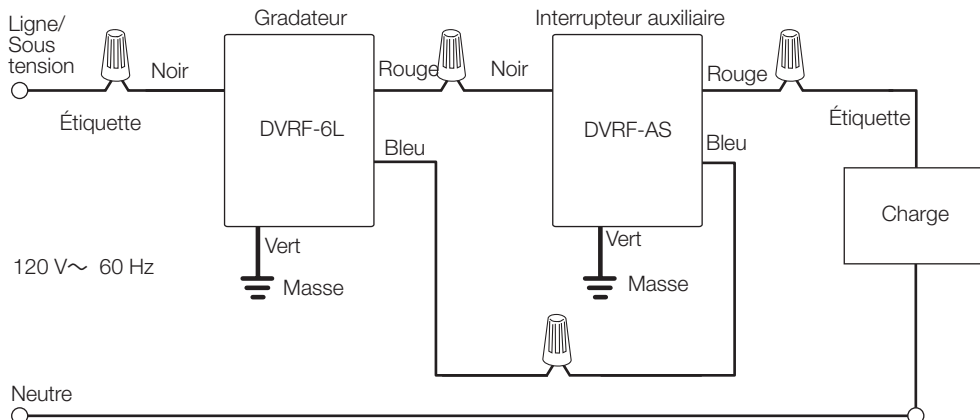 Gradateur
Interrupteur auxiliaire
Ligne/
Sous
tension
Noir
Rouge
Noir
Rouge
Étiquette
DVRF-6L
DVRF-AS
Étiquette
Bleu
Bleu
Charge
Vert
Vert
120 V~ 60 Hz
Masse
Masse
Neutre